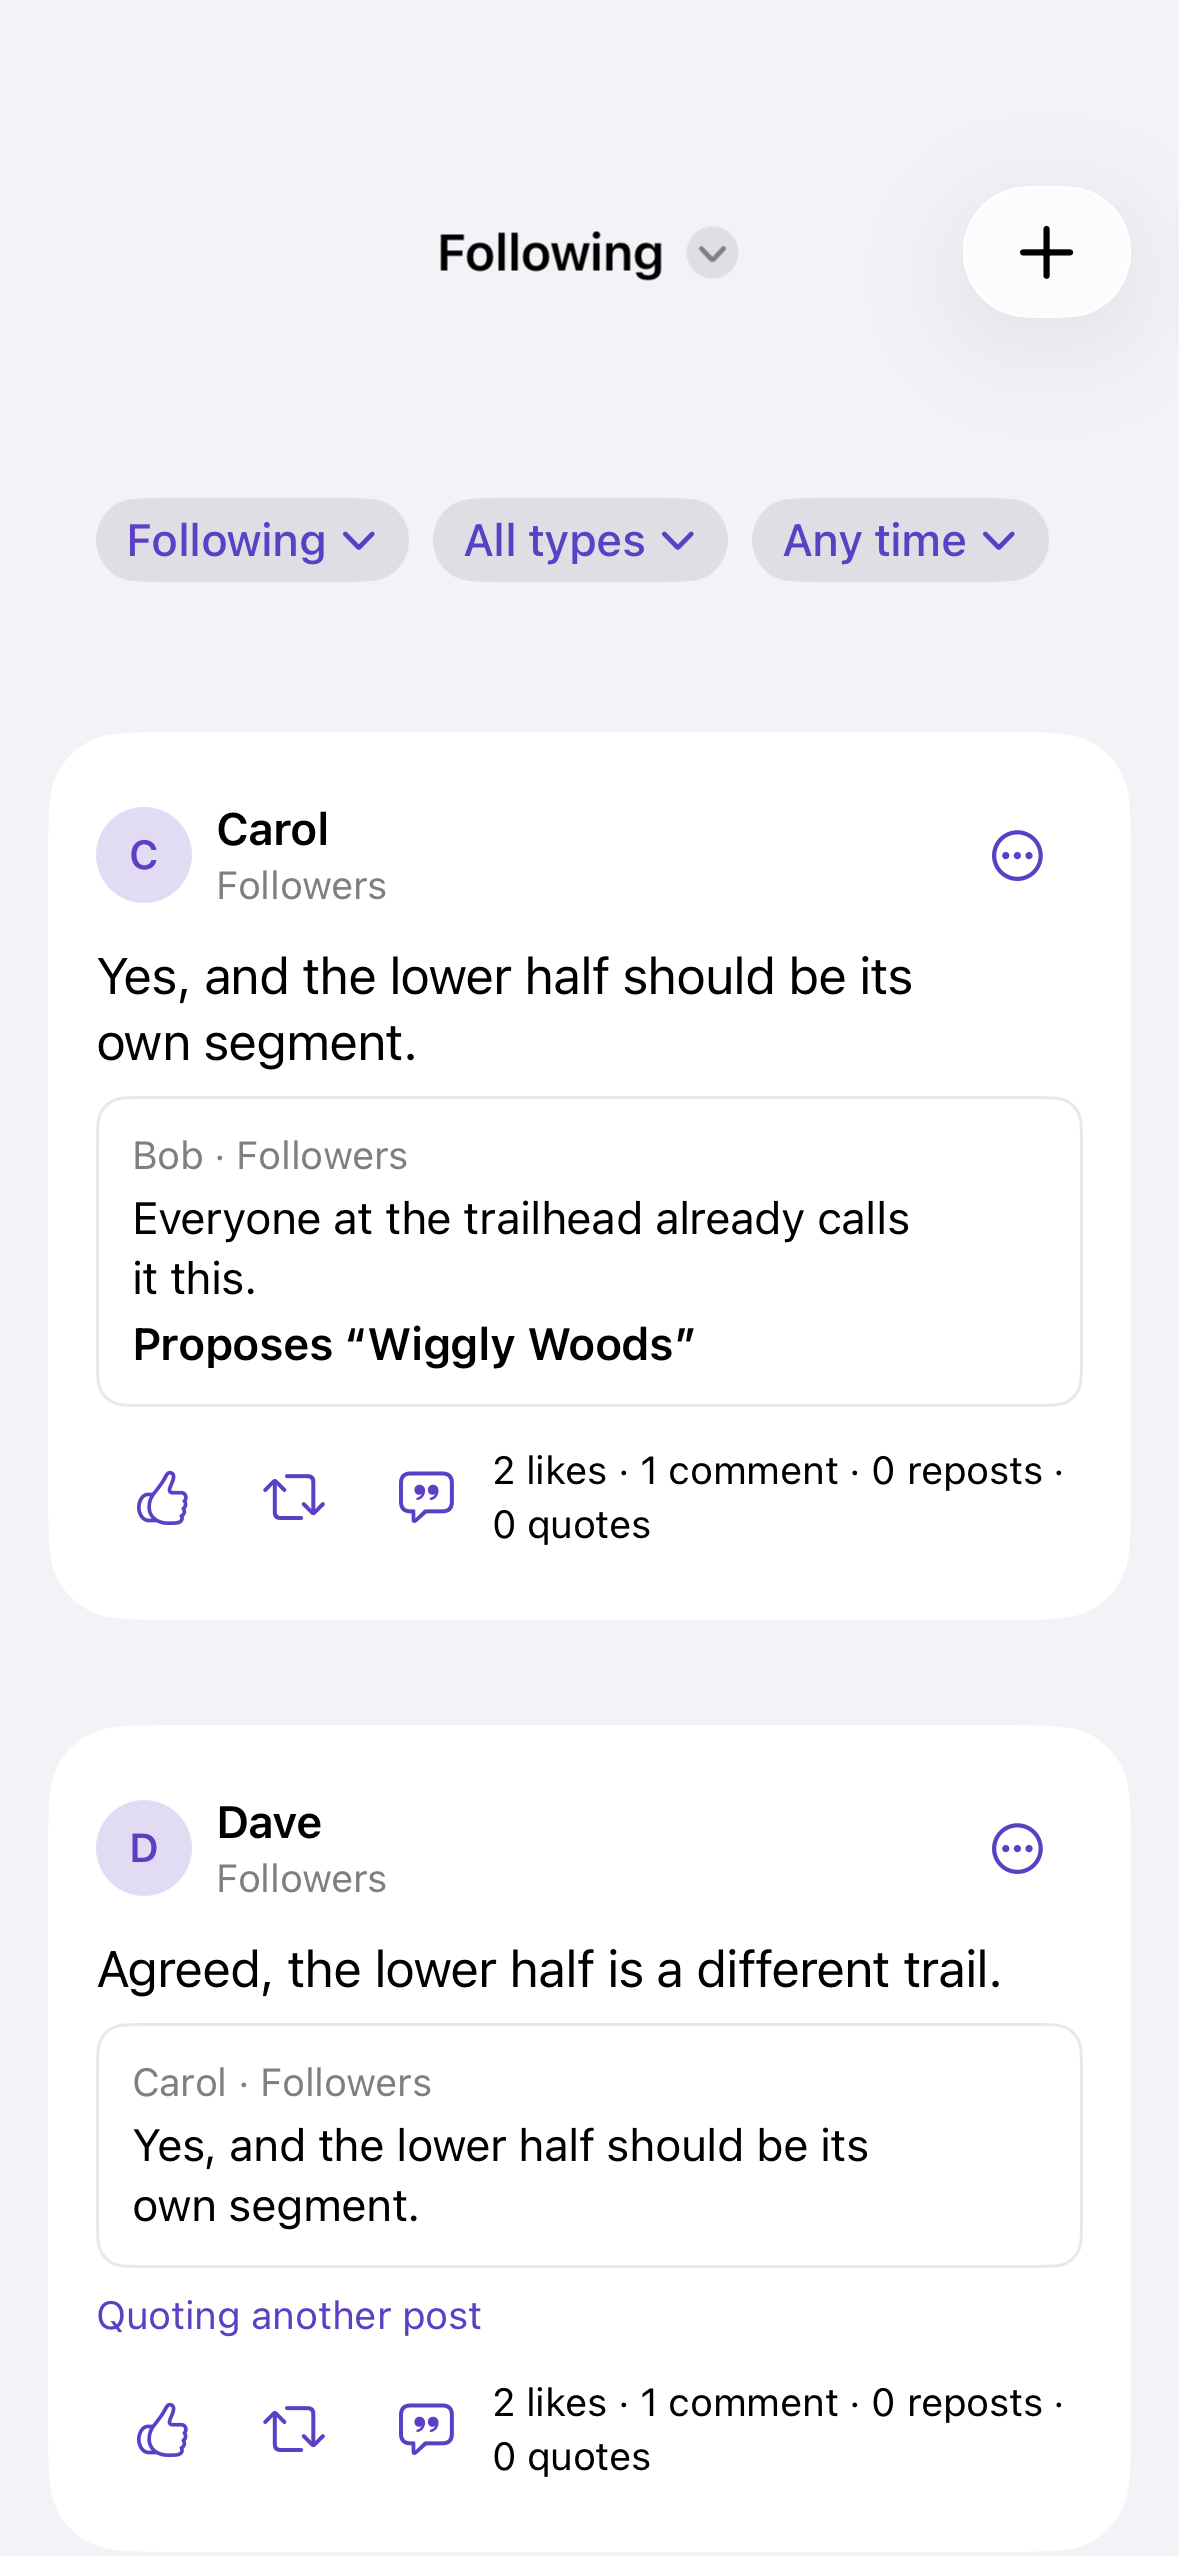 Following
Following
All types
Any time
C
Carol
Followers
Yes, and the lower half should be its
own segment.
Bob · Followers
Everyone at the trailhead already calls
it this.
Proposes “Wiggly Woods”
2 likes · 1 comment · 0 reposts ·
0 quotes
D
Dave
Followers
Agreed, the lower half is a different trail.
Carol · Followers
Yes, and the lower half should be its
own segment.
Quoting another post
2 likes · 1 comment · 0 reposts ·
0 quotes